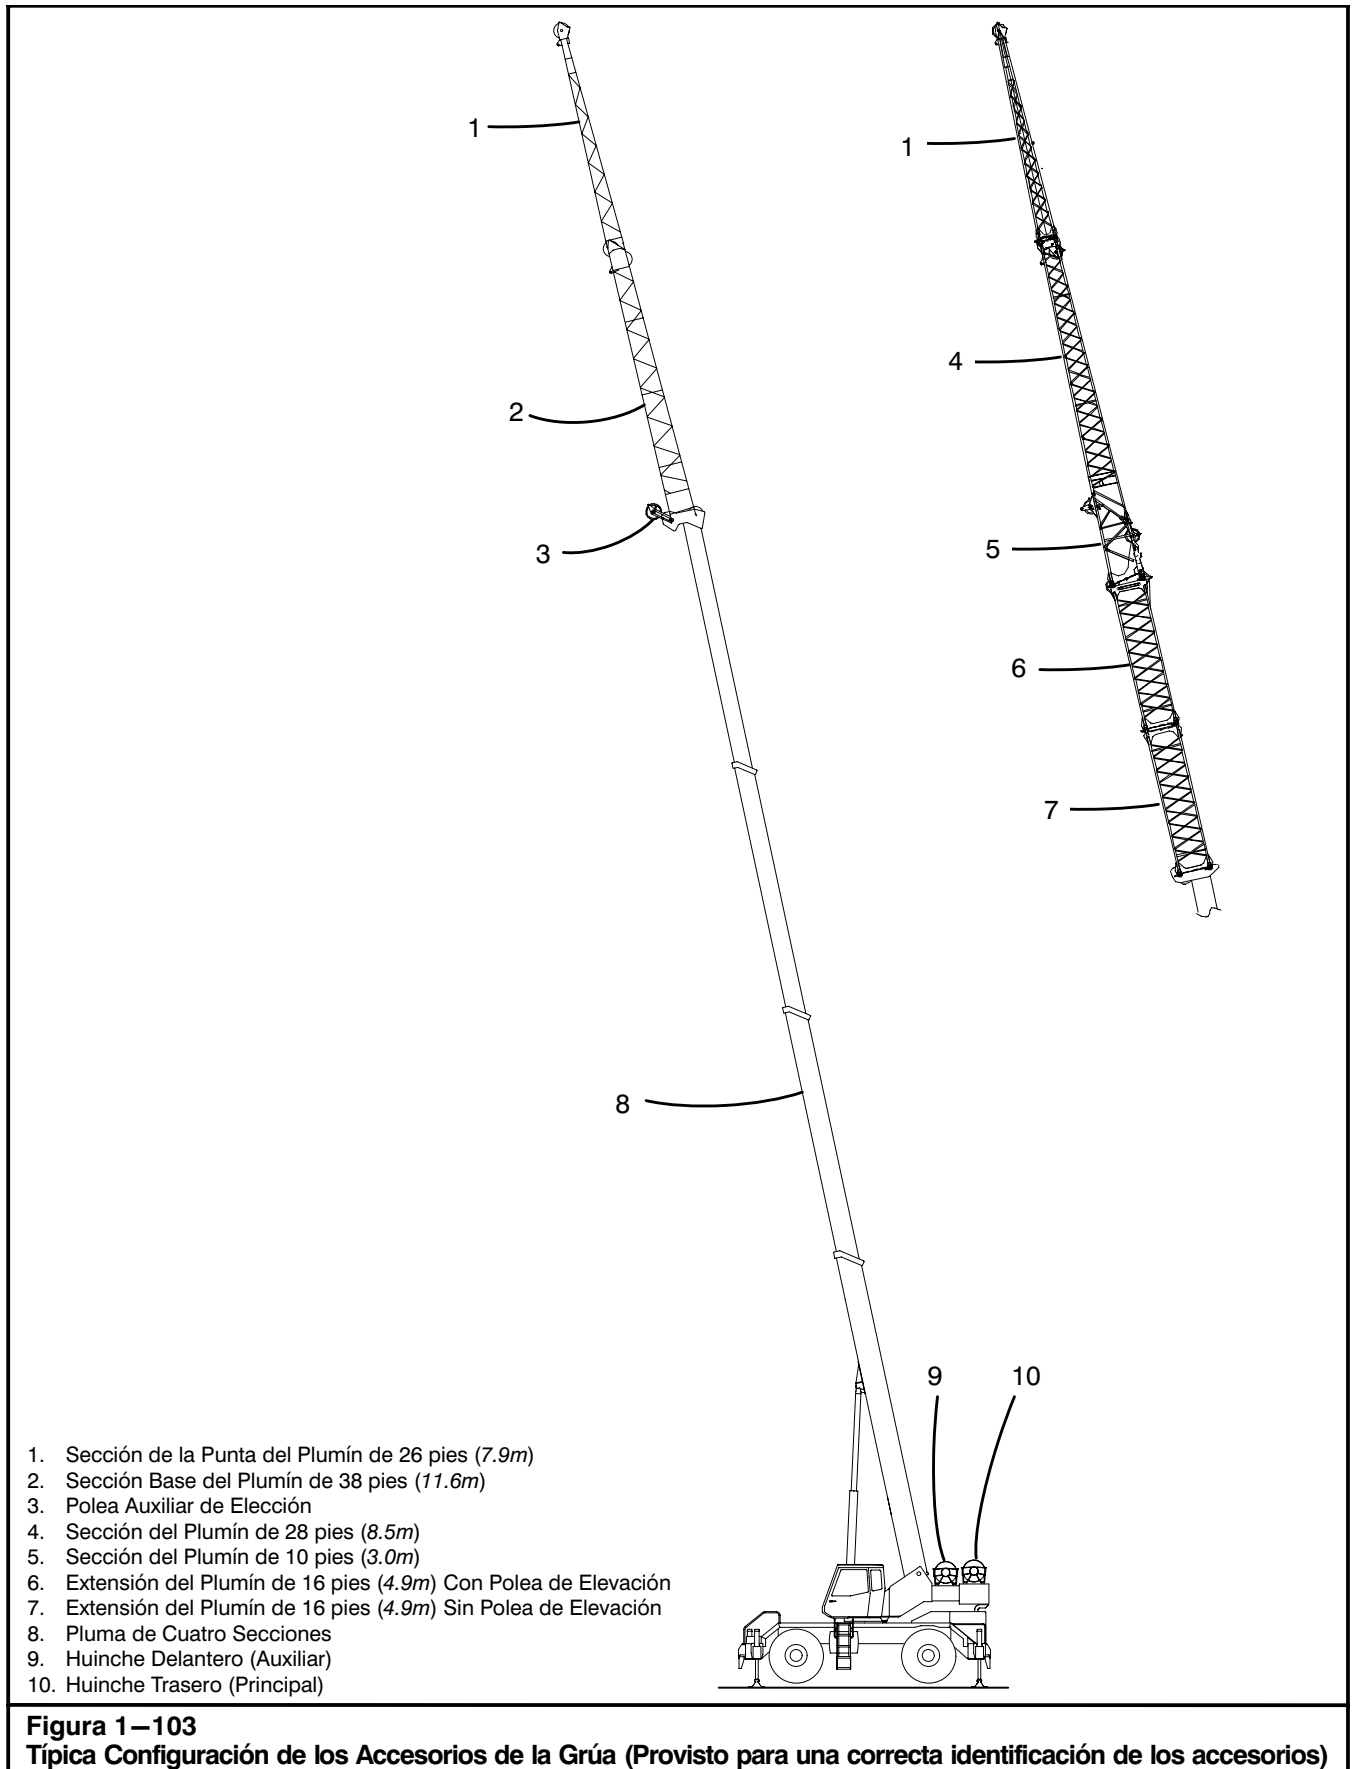 1
1
4
2
3
5
6
7
8
9
10
1. Sección de la Punta del Plumín de 26 pies (7.9m)
2. Sección Base del Plumín de 38 pies (11.6m)
3. Polea Auxiliar de Elección
4. Sección del Plumín de 28 pies (8.5m)
5. Sección del Plumín de 10 pies (3.0m)
6. Extensión del Plumín de 16 pies (4.9m) Con Polea de Elevación
7. Extensión del Plumín de 16 pies (4.9m) Sin Polea de Elevación
8. Pluma de Cuatro Secciones
9. Huinche Delantero (Auxiliar)
10. Huinche Trasero (Principal)
Figura 1–103
Típica Configuración de los Accesorios de la Grúa (Provisto para una correcta identificación de los accesorios)